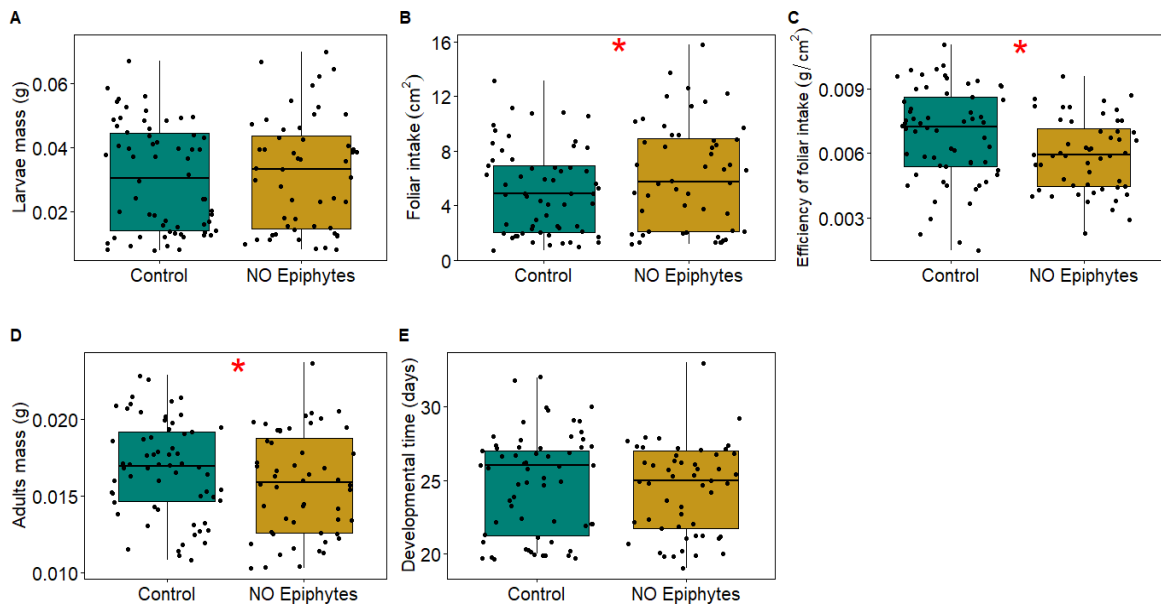 A
Larvae mass (g)
0.06
0.04
0.02
Control
NO Epiphytes
B
*
Foliar intake (cm²)
16
12
8
4
0
Control
NO Epiphytes
C
*
Efficiency of foliar intake (g/cm²)
0.009
0.006
0.003
Control
NO Epiphytes
D
*
Adults mass (g)
0.020
0.015
0.010
Control
NO Epiphytes
E
Developmental time (days)
30
25
20
Control
NO Epiphytes